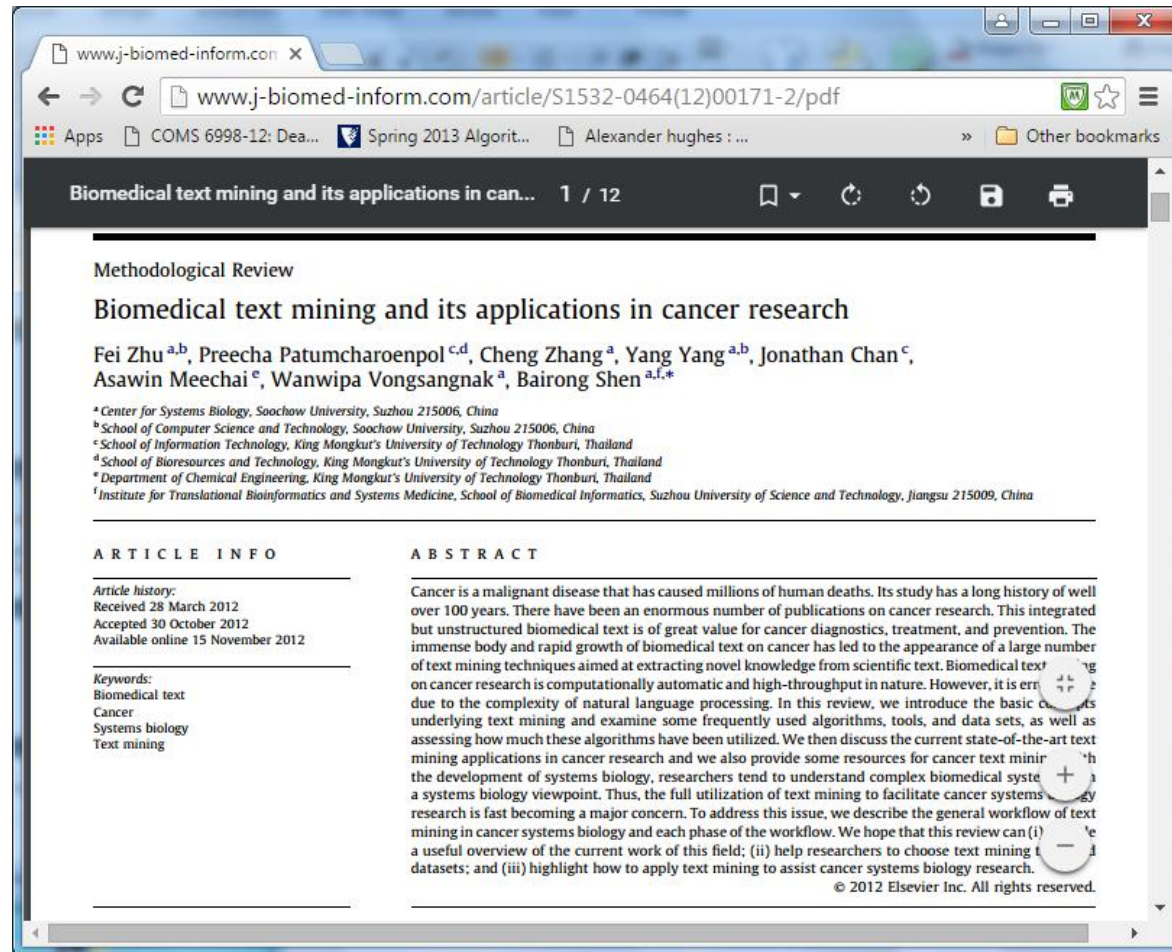 www.j-biomed-inform.con
www.j-biomed-inform.com/article/S1532-0464(12)00171-2/pdf
Apps COMS 6998-12: Dea... Spring 2013 Algorit... Alexander hughes : ... » Other bookmarks
Biomedical text mining and its applications in can... 1 / 12
Methodological Review
Biomedical text mining and its applications in cancer research
Fei Zhu a,b, Preecha Patumcharoenpol c,d, Cheng Zhang a, Yang Yang a,b, Jonathan Chan c,
Asawin Meechai e, Wanwipa Vongsangnak a, Bairong Shen a,f,*
a Center for Systems Biology, Soochow University, Suzhou 215006, China
b School of Computer Science and Technology, Soochow University, Suzhou 215006, China
c School of Information Technology, King Mongkut's University of Technology Thonburi, Thailand
d School of Bioresources and Technology, King Mongkut's University of Technology Thonburi, Thailand
e Department of Chemical Engineering, King Mongkut's University of Technology Thonburi, Thailand
f Institute for Translational Bioinformatics and Systems Medicine, School of Biomedical Informatics, Suzhou University of Science and Technology, Jiangsu 215009, China
ARTICLE INFO
Article history:
Received 28 March 2012
Accepted 30 October 2012
Available online 15 November 2012
Keywords:
Biomedical text
Cancer
Systems biology
Text mining
ABSTRACT
Cancer is a malignant disease that has caused millions of human deaths. Its study has a long history of well
over 100 years. There have been an enormous number of publications on cancer research. This integrated
but unstructured biomedical text is of great value for cancer diagnostics, treatment, and prevention. The
immense body and rapid growth of biomedical text on cancer has led to the appearance of a large number
of text mining techniques aimed at extracting novel knowledge from scientific text. Biomedical text
on cancer research is computationally automatic and high-throughput in nature. However, it is
due to the complexity of natural language processing. In this review, we introduce the basic
underlying text mining and examine some frequently used algorithms, tools, and data sets, as well as
assessing how much these algorithms have been utilized. We then discuss the current state-of-the-art text
mining applications in cancer research and we also provide some resources for cancer text
the development of systems biology, researchers tend to understand complex biomedical
a systems biology viewpoint. Thus, the full utilization of text mining to facilitate cancer systems
research is fast becoming a major concern. To address this issue, we describe the general workflow of text
mining in cancer systems biology and each phase of the workflow. We hope that this review can (i)
a useful overview of the current work of this field; (ii) help researchers to choose text mining
datasets; and (iii) highlight how to apply text mining to assist cancer systems biology research.
© 2012 Elsevier Inc. All rights reserved.